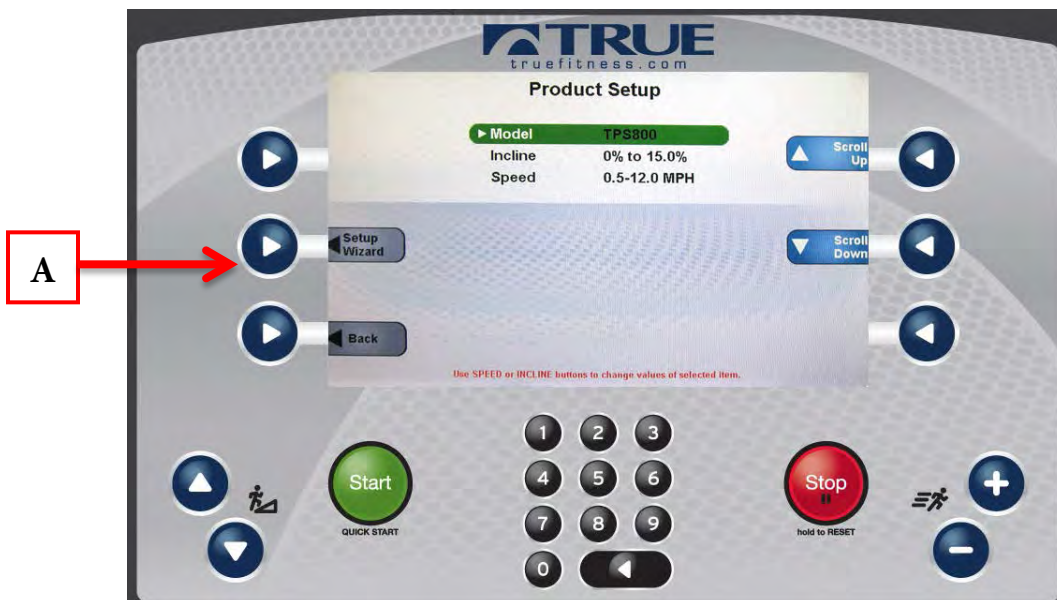 TRUE
truefitness.com
Product Setup
Model TPS800
Incline 0% to 15.0%
Speed 0.5-12.0 MPH
Scroll
Up
A
Setup
Wizard
Scroll
Down
Back
Use SPEED or INCLINE buttons to change values of selected item.
1 2 3
4 5 6
7 8 9
0
Start
QUICK START
Stop
hold to RESET